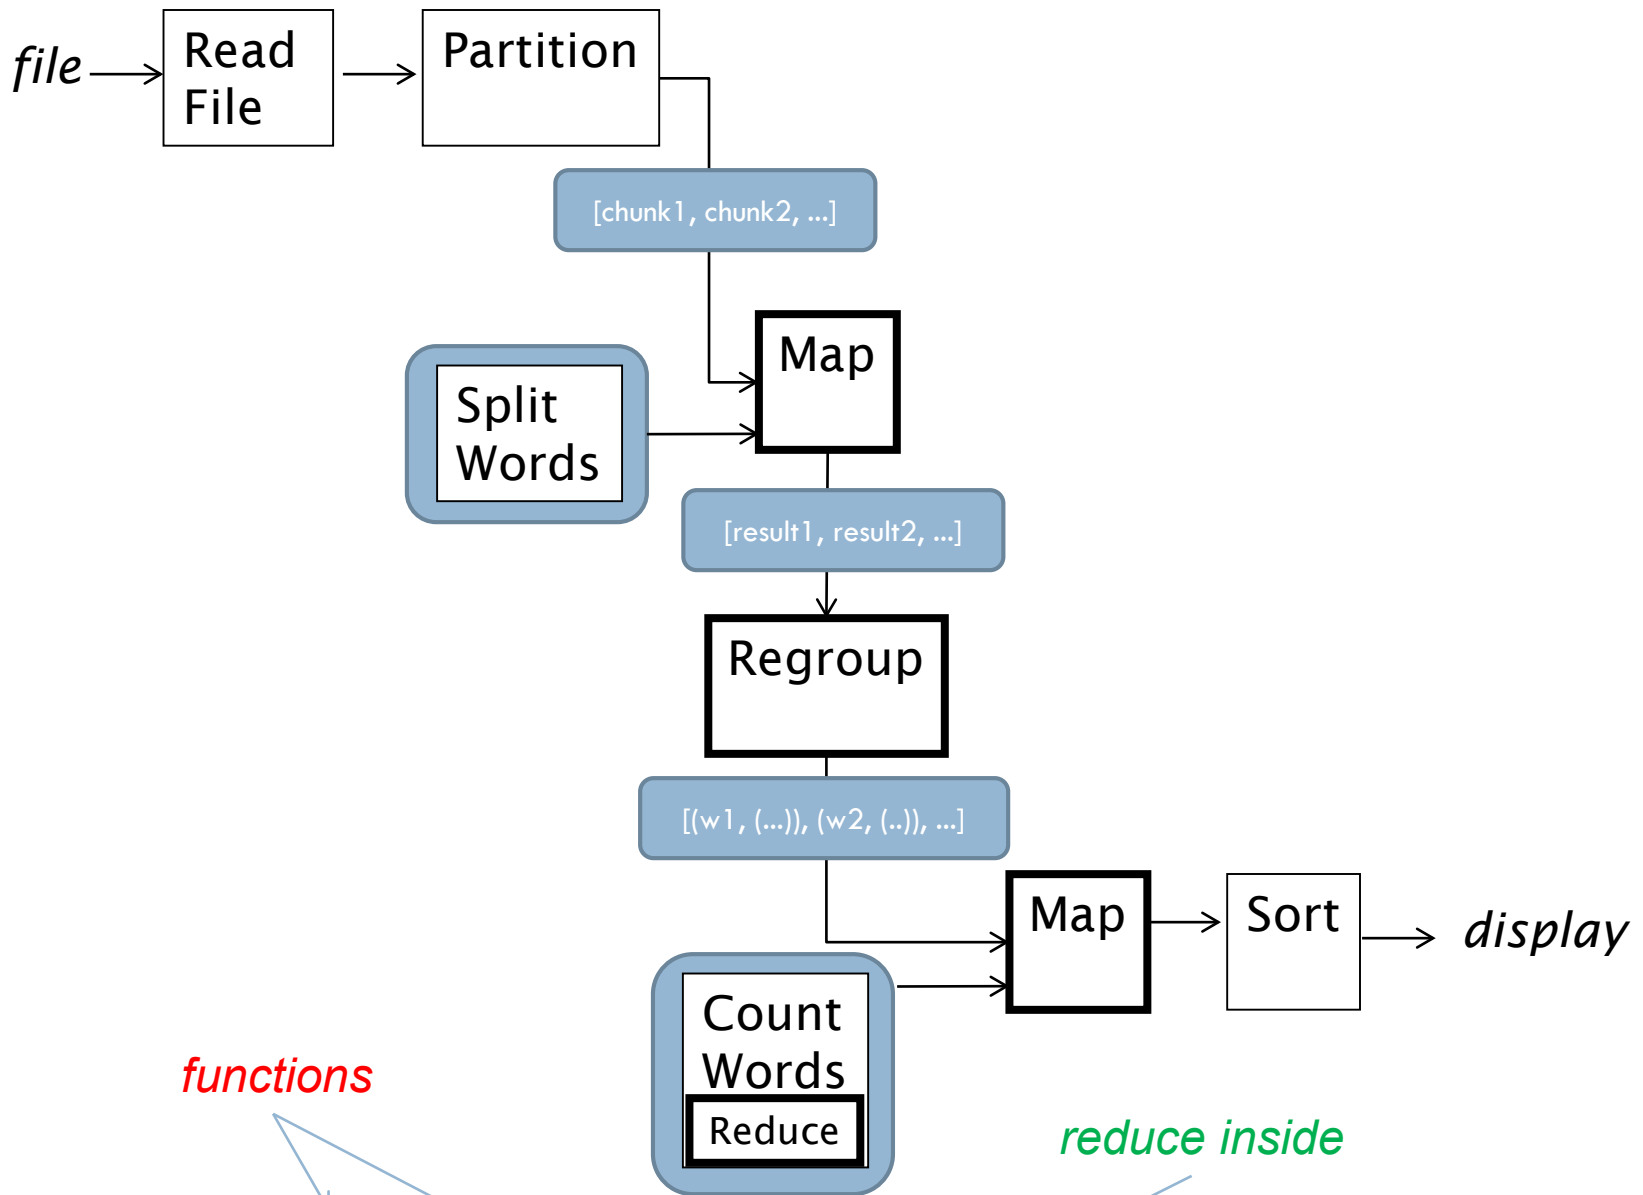 file
Read
File
Partition
[chunk1, chunk2, ...]
Map
Split
Words
[result1, result2, ...]
Regroup
[(w1, (...)), (w2, (..)), ...]
Map
Sort
display
Count
Words
Reduce
functions
reduce inside